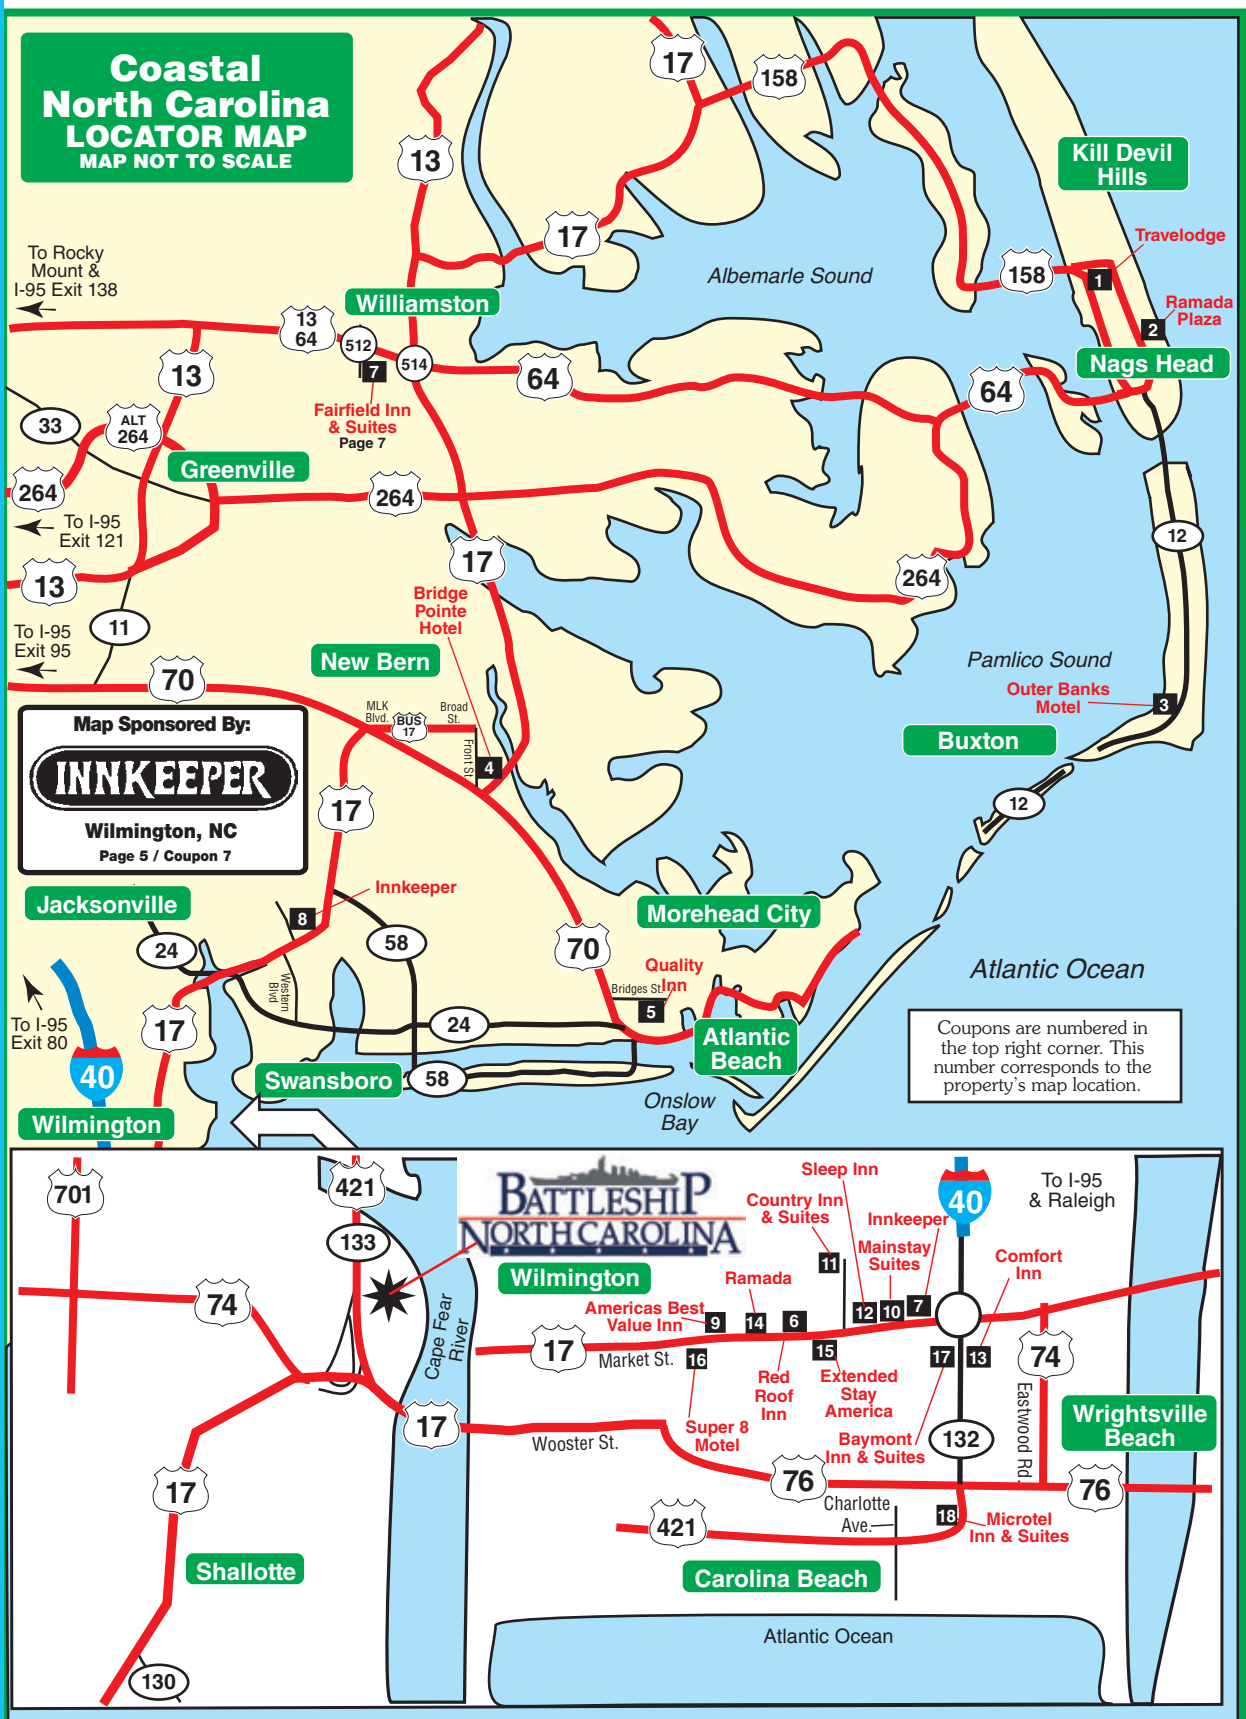 Coastal
North Carolina
LOCATOR MAP
MAP NOT TO SCALE
17
158
13
17
Kill Devil
Hills
Travelodge
158
1
Ramada
Plaza
2
Nags Head
Albemarle Sound
To Rocky
Mount &
I-95 Exit 138
Williamston
13
64
512
514
7
Fairfield Inn
& Suites
Page 7
64
64
13
33
ALT
264
264
Greenville
264
To I-95
Exit 121
17
264
12
13
11
Bridge
Pointe
Hotel
To I-95
Exit 95
New Bern
70
Pamlico Sound
Outer Banks
Motel
3
Buxton
12
MLK
Blvd.
BUS
17
Broad
St.
Front St.
4
Map Sponsored By:
INNKEEPER
Wilmington, NC
Page 5 / Coupon 7
17
Innkeeper
8
Jacksonville
24
58
Western
Blvd
Morehead City
70
Quality
Inn
Bridges St.
5
Atlantic Ocean
To I-95
Exit 80
17
24
Atlantic
Beach
40
Swansboro
58
Wilmington
Onslow
Bay
Coupons are numbered in
the top right corner. This
number corresponds to the
property's map location.
701
421
133
BATTLESHIP
NORTH CAROLINA
Sleep Inn
Country Inn
& Suites
11
Innkeeper
Mainstay
Suites
40
To I-95
& Raleigh
Comfort
Inn
Wilmington
74
Ramada
Americas Best
Value Inn
9
14
6
12
10
7
Cape Fear
River
17
Market St.
16
15
17
13
74
Red
Roof
Inn
Extended
Stay
America
Eastwood Rd.
Wrightsville
Beach
17
Wooster St.
Super 8
Motel
Baymont
Inn & Suites
132
76
76
17
Charlotte
Ave.
421
18
Microtel
Inn & Suites
Shallotte
Carolina Beach
130
Atlantic Ocean